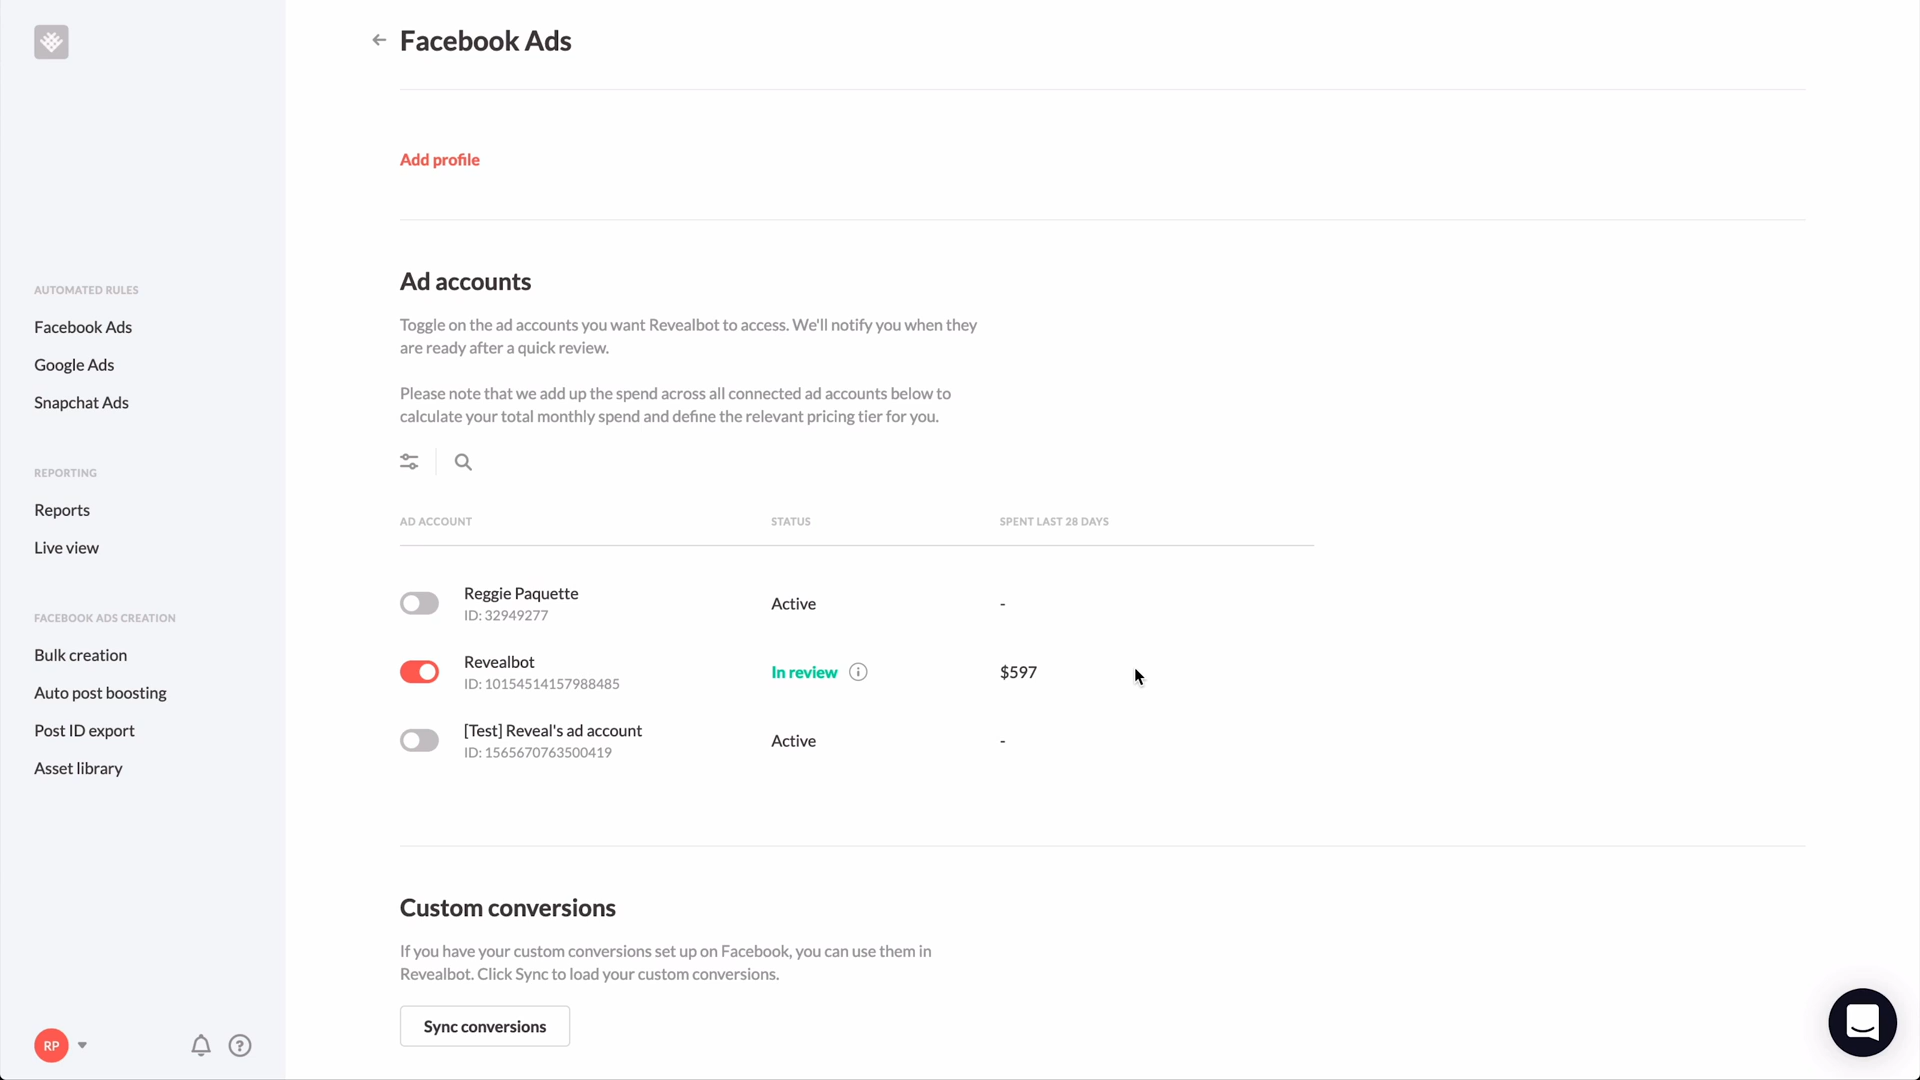 Facebook Ads
Add profile
AUTOMATED RULES
Facebook Ads
Google Ads
Snapchat Ads
REPORTING
Reports
Live view
FACEBOOK ADS CREATION
Bulk creation
Auto post boosting
Post ID export
Asset library
RP
Ad accounts
Toggle on the ad accounts you want Revealbot to access. We'll notify you when they
are ready after a quick review.
Please note that we add up the spend across all connected ad accounts below to
calculate your total monthly spend and define the relevant pricing tier for you.
AD ACCOUNT STATUS SPENT LAST 28 DAYS
Reggie Paquette
ID: 32949277
Active -
Revealbot
ID: 10154514157988485
In review $597
[Test] Reveal's ad account
ID: 1565670763500419
Active -
Custom conversions
If you have your custom conversions set up on Facebook, you can use them in
Revealbot. Click Sync to load your custom conversions.
Sync conversions